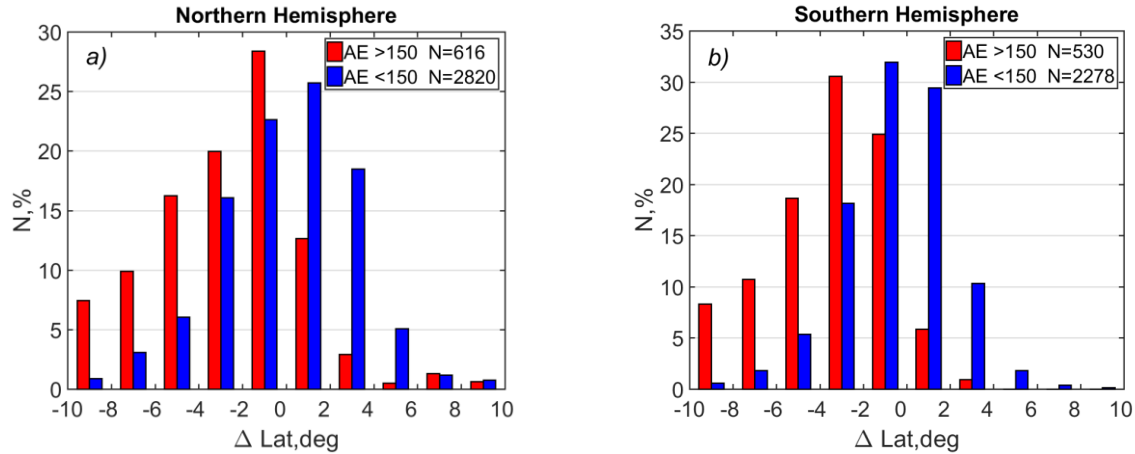 Northern Hemisphere
a)
AE >150 N=616
AE <150 N=2820
30
25
20
15
10
5
0
N,%
-10 -8 -6 -4 -2 0 2 4 6 8 10
Δ Lat,deg
Southern Hemisphere
b)
AE >150 N=530
AE <150 N=2278
35
30
25
20
15
10
5
0
N,%
-10 -8 -6 -4 -2 0 2 4 6 8 10
Δ Lat,deg